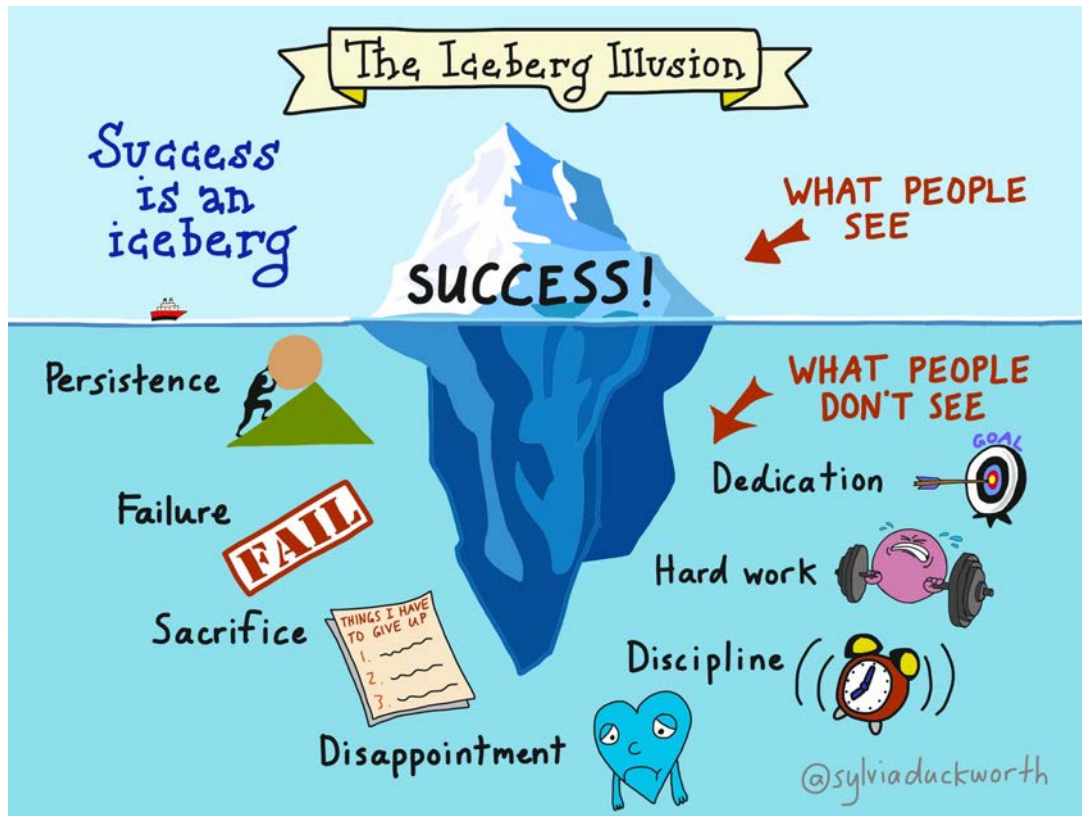 The Iceberg Illusion
Success
is an
iceberg
WHAT PEOPLE
SEE
SUCCESS!
Persistence
WHAT PEOPLE
DON'T SEE
GOAL
Dedication
Failure
FAIL
Hard work
Sacrifice
THINGS I HAVE
TO GIVE UP
1.
2.
3.
Discipline
Disappointment
@sylviaduckworth